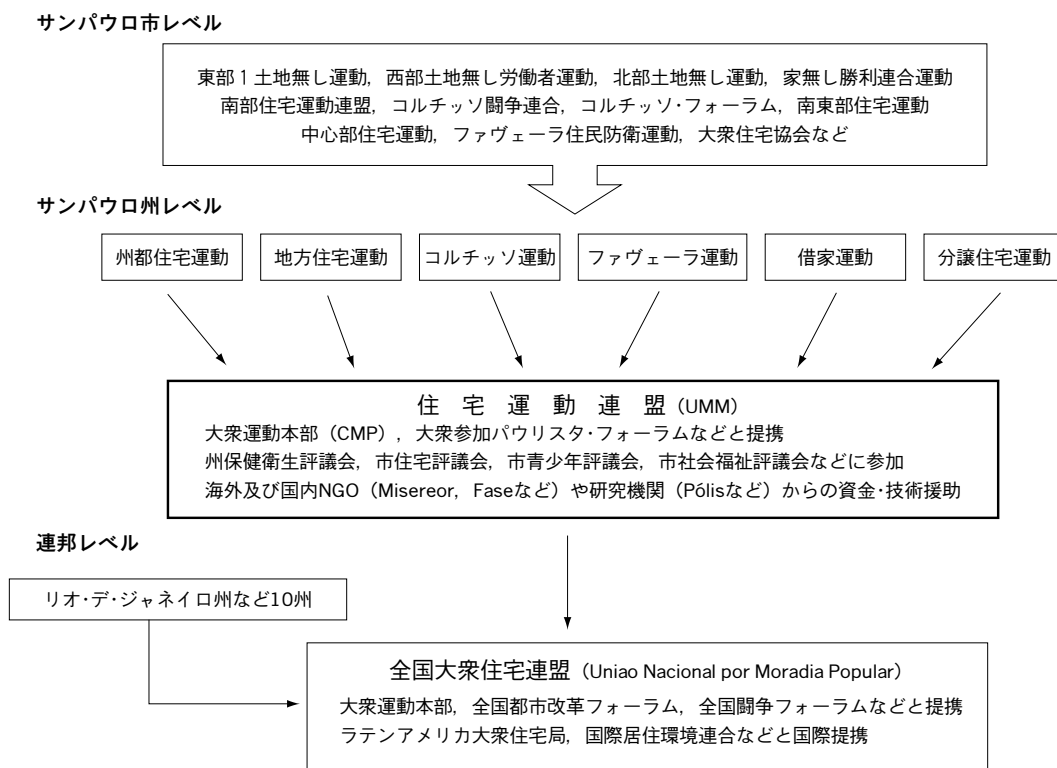 サンパウロ市レベル
東部1土地無し運動，西部土地無し労働者運動，北部土地無し運動，家無し勝利連合運動
南部住宅運動連盟，コルチッソ闘争連合，コルチッソ・フォーラム，南東部住宅運動
中心部住宅運動，ファヴェーラ住民防衛運動，大衆住宅協会など
サンパウロ州レベル
州都住宅運動
地方住宅運動
コルチッソ運動
ファヴェーラ運動
借家運動
分譲住宅運動
住宅運動連盟（UMM）
大衆運動本部（CMP），大衆参加パウリスタ・フォーラムなどと提携
州保健衛生評議会，市住宅評議会，市青少年評議会，市社会福祉評議会などに参加
海外及び国内NGO（Misereor，Faseなど）や研究機関（Pólisなど）からの資金・技術援助
連邦レベル
リオ・デ・ジャネイロ州など10州
全国大衆住宅連盟（Uniao Nacional por Moradia Popular）
大衆運動本部，全国都市改革フォーラム，全国闘争フォーラムなどと提携
ラテンアメリカ大衆住宅局，国際居住環境連合などと国際提携